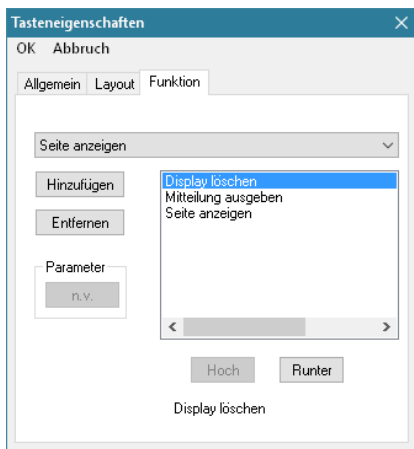 Tasteneigenschaften
OK Abbruch
Allgemein Layout Funktion
Seite anzeigen
Hinzufügen
Entfernen
Display löschen
Mitteilung ausgeben
Seite anzeigen
Parameter
n.v.
Hoch Runter
Display löschen